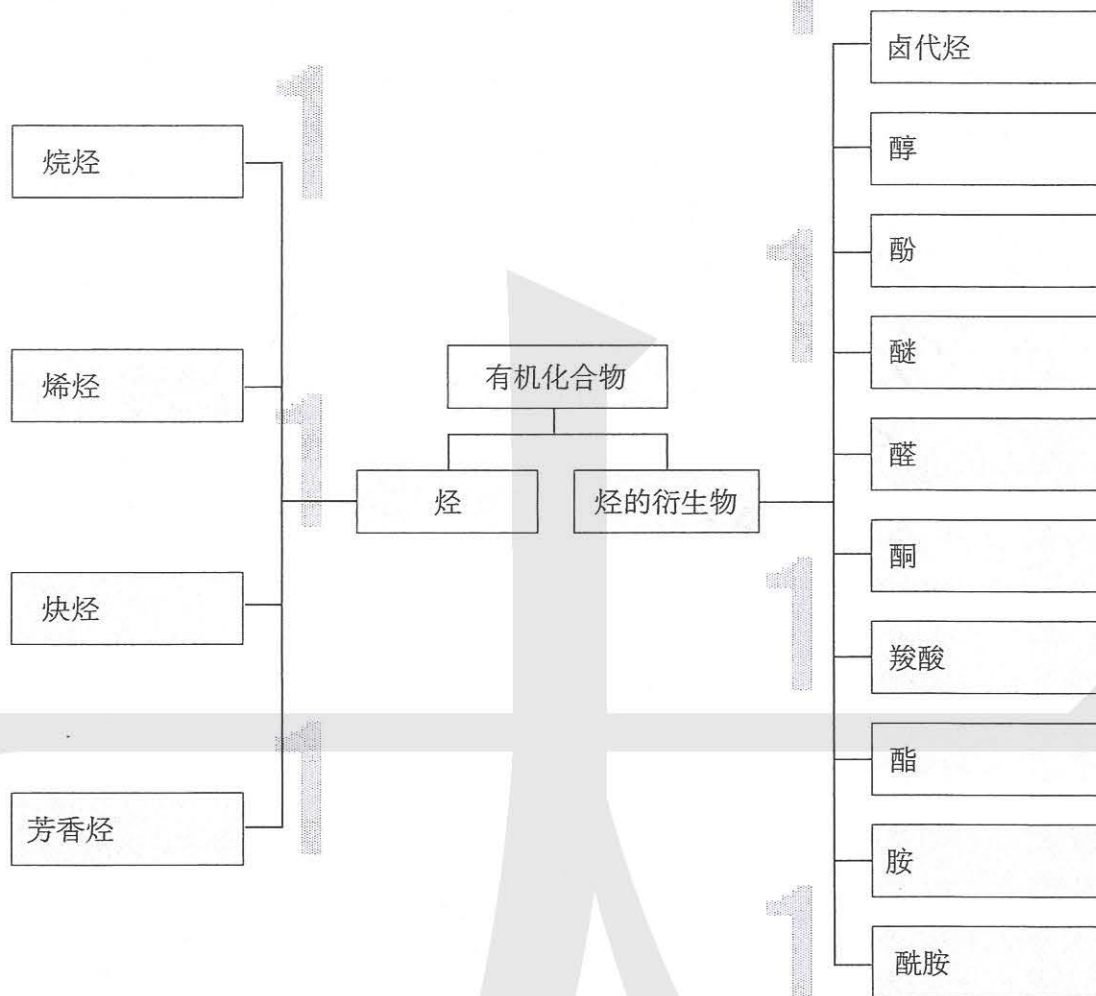 有机化合物
烃
烃的衍生物
烷烃
烯烃
炔烃
芳香烃
卤代烃
醇
酚
醚
醛
酮
羧酸
酯
胺
酰胺